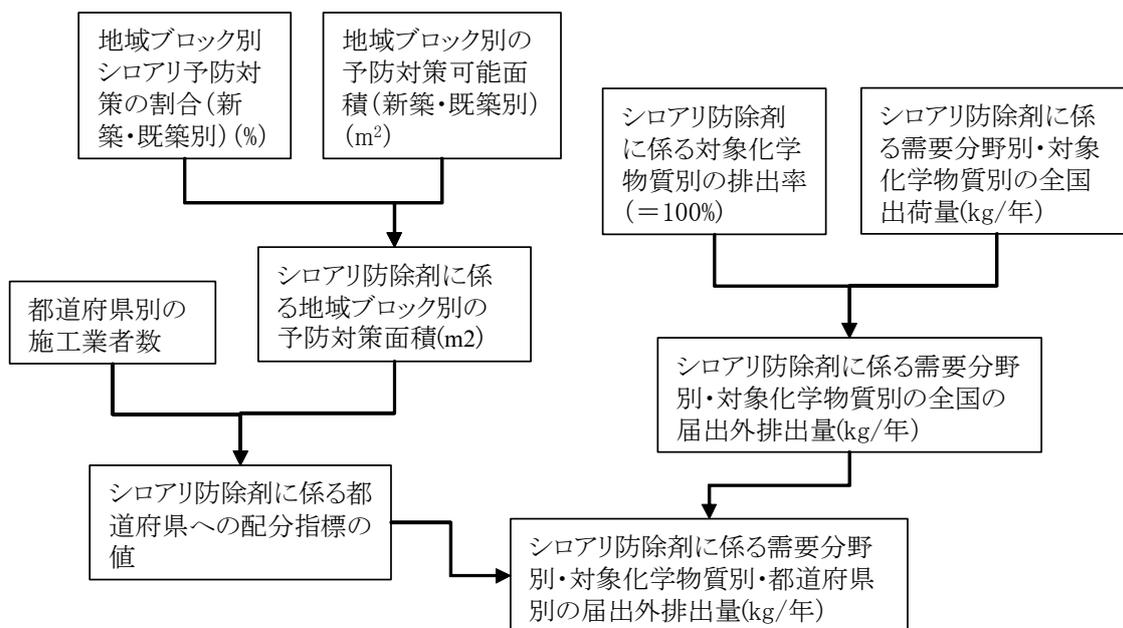 地域ブロック別
シロアリ予防対
策の割合（新
築・既築別）（%）
地域ブロック別の
予防対策可能面
積（新築・既築別）
（m²）
シロアリ防除剤
に係る対象化学
物質別の排出率
（＝100%）
シロアリ防除剤に係
る需要分野別・対象
化学物質別の全国
出荷量(kg/年)
都道府県別の
施工業者数
シロアリ防除剤に係
る地域ブロック別の
予防対策面積(m2)
シロアリ防除剤に係る需要分野
別・対象化学物質別の全国の
届出外排出量(kg/年)
シロアリ防除剤に係る都
道府県への配分指標の
値
シロアリ防除剤に係る需要分野
別・対象化学物質別・都道府県
別の届出外排出量(kg/年)